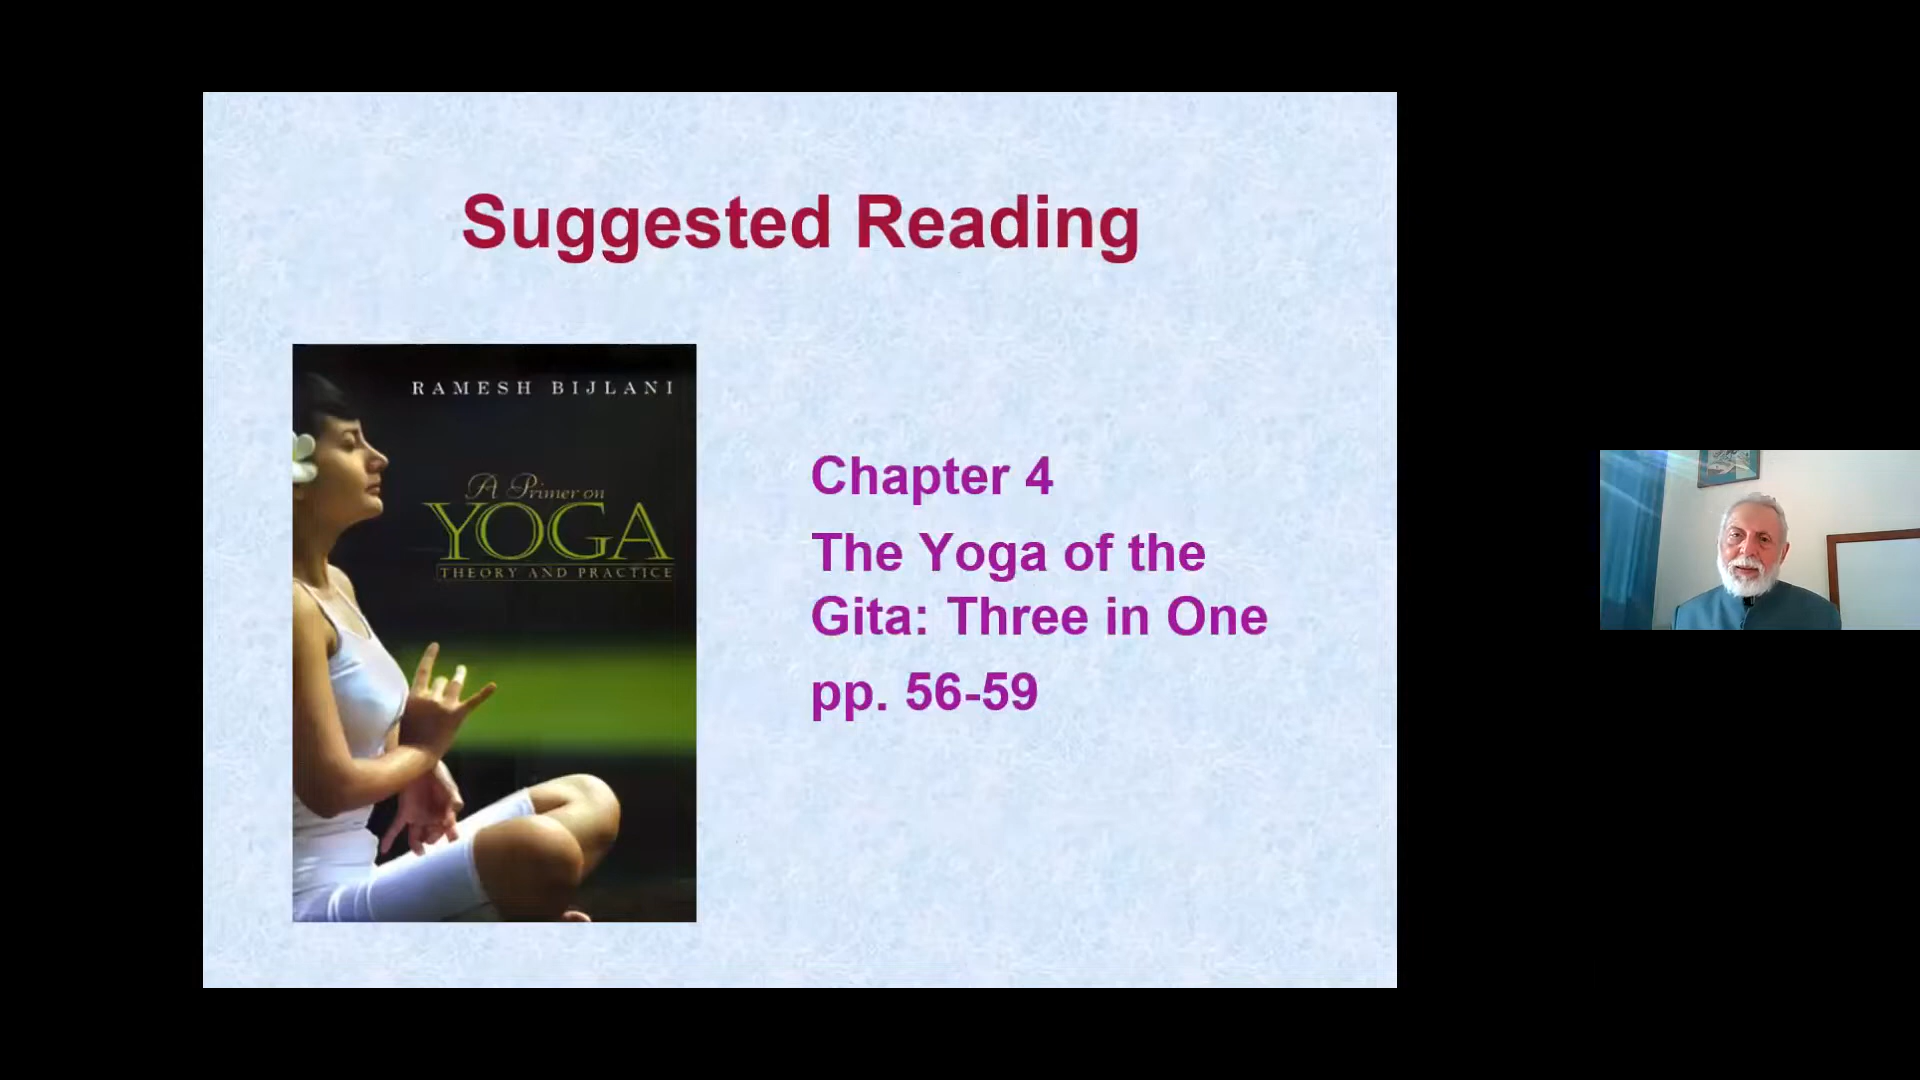 Suggested Reading
RAMESH BIJLANI
A Primer on
YOGA
THEORY AND PRACTICE
Chapter 4
The Yoga of the
Gita: Three in One
pp. 56-59